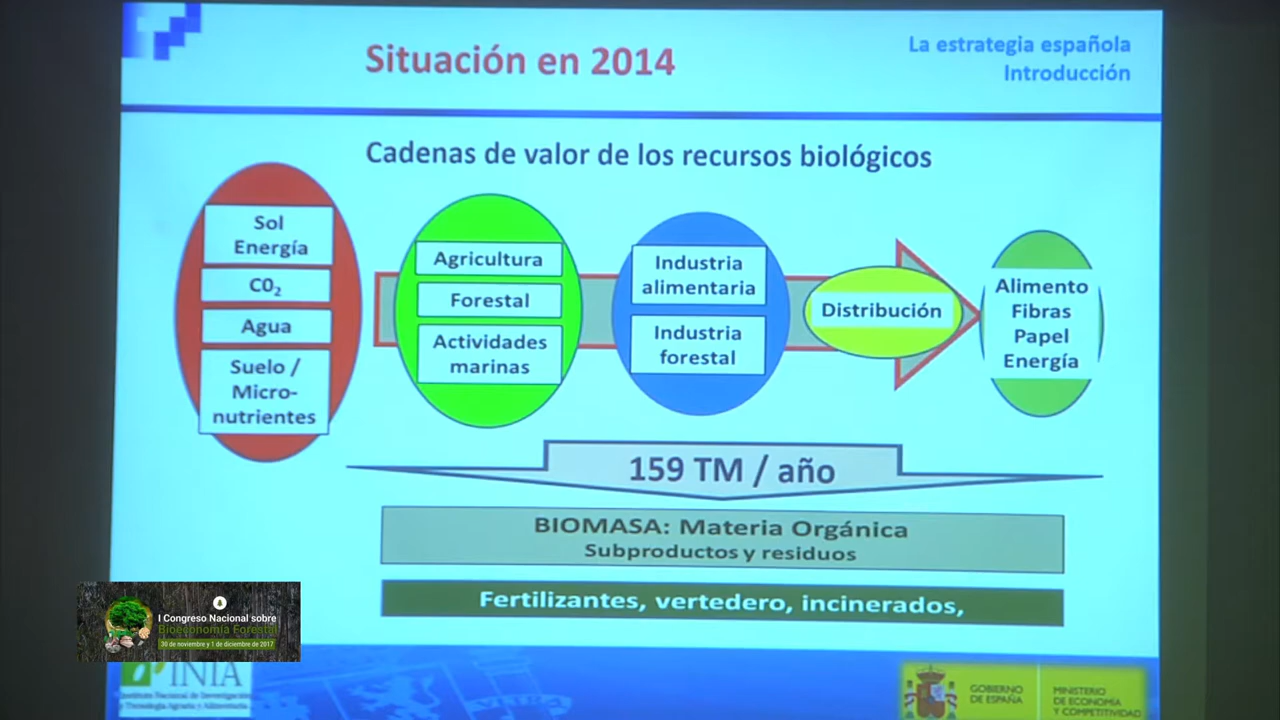 Situación en 2014
La estrategia española
Introducción
Cadenas de valor de los recursos biológicos
Sol
Energía
C0₂
Agua
Suelo /
Micro-
nutrientes
Agricultura
Forestal
Actividades
marinas
Industria
alimentaria
Industria
forestal
Distribución
Alimento
Fibras
Papel
Energía
159 TM / año
BIOMASA: Materia Orgánica
Subproductos y residuos
Fertilizantes, vertedero, incinerados,
I Congreso Nacional sobre
Bioeconomía Forestal
30 de noviembre y 1 de diciembre de 2017
INIA
Instituto Nacional de Investigación
y Tecnología Agraria y Alimentaria
GOBIERNO
DE ESPAÑA
MINISTERIO
DE ECONOMÍA
Y COMPETITIVIDAD